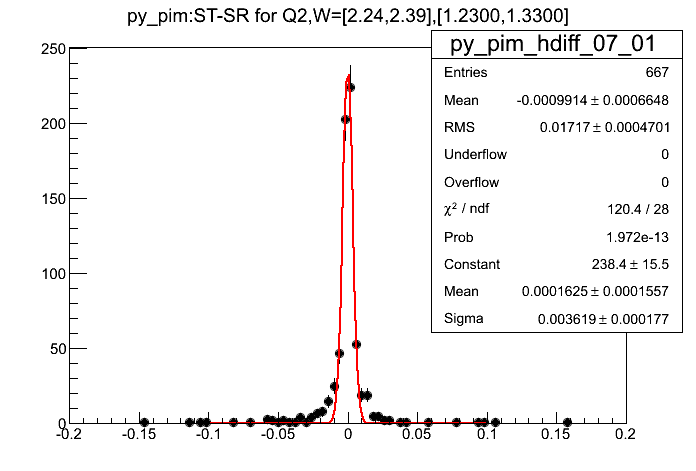 py_pim:ST-SR for Q2,W=[2.24,2.39],[1.2300,1.3300]
py_pim_hdiff_07_01
Entries 667
Mean -0.0009914 ± 0.0006648
RMS 0.01717 ± 0.0004701
Underflow 0
Overflow 0
χ² / ndf 120.4 / 28
Prob 1.972e-13
Constant 238.4 ± 15.5
Mean 0.0001625 ± 0.0001557
Sigma 0.003619 ± 0.000177
250
200
150
100
50
0
-0.2 -0.15 -0.1 -0.05 0 0.05 0.1 0.15 0.2